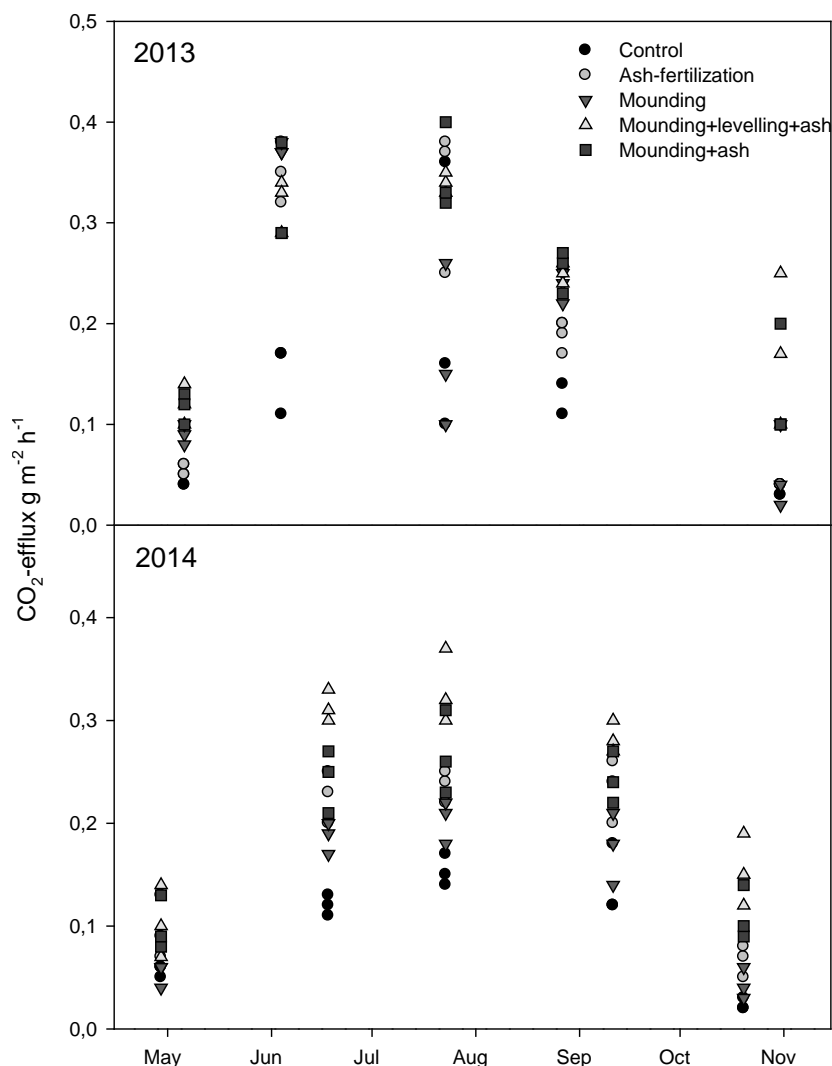 0,5
2013
Control
Ash-fertilization
Mounding
Mounding+levelling+ash
Mounding+ash
0,4
0,3
0,2
0,1
0,0
CO₂-efflux g m⁻² h⁻¹
2014
0,4
0,3
0,2
0,1
0,0
May Jun Jul Aug Sep Oct Nov